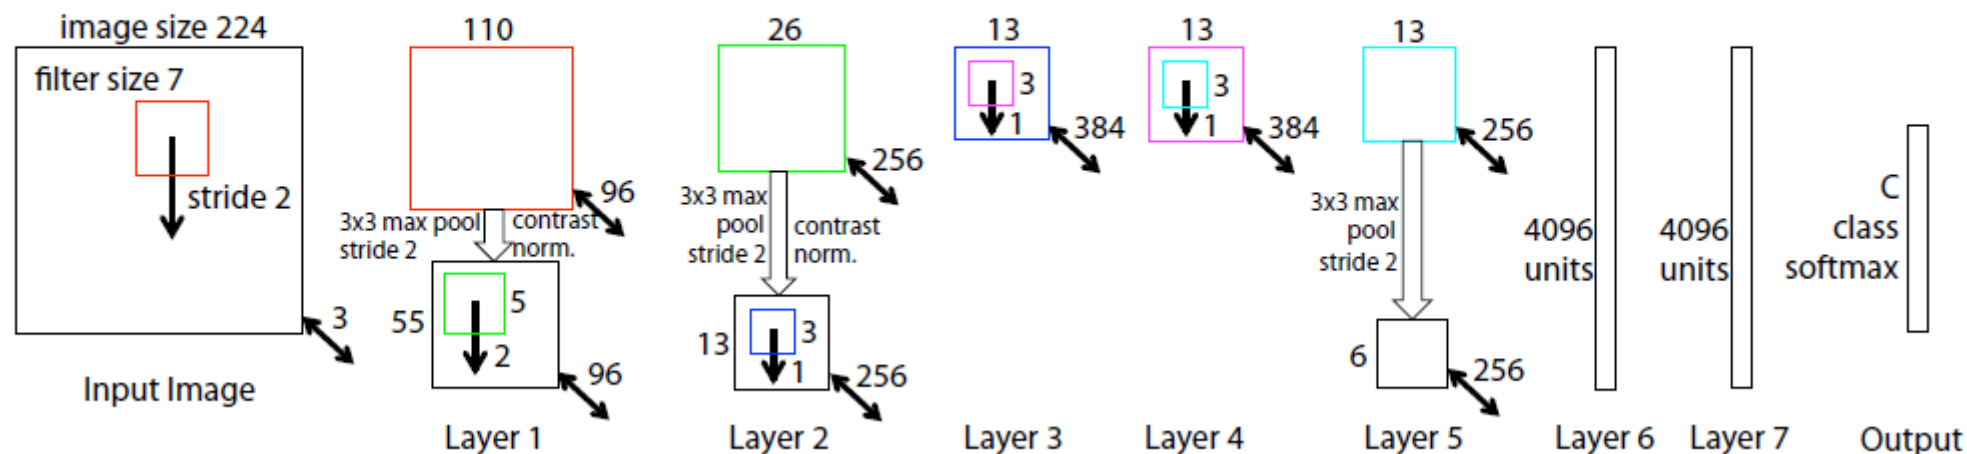 image size 224
filter size 7
stride 2
3
Input Image
110
96
3x3 max pool
stride 2
contrast
norm.
55
5
2
96
Layer 1
26
256
3x3 max
pool
stride 2
contrast
norm.
13
3
1
256
Layer 2
13
3
1
384
Layer 3
13
3
1
384
Layer 4
13
256
3x3 max
pool
stride 2
6
256
Layer 5
4096
units
Layer 6
4096
units
Layer 7
C
class
softmax
Output